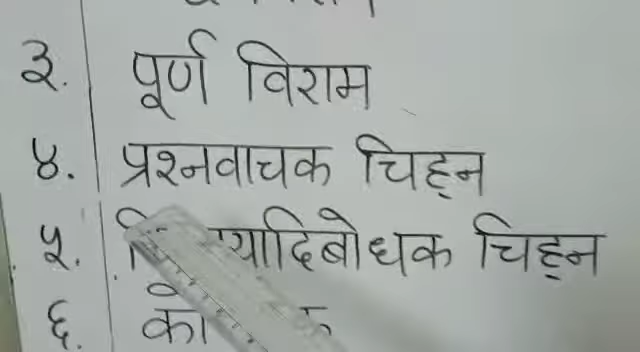 ३. पूर्ण विराम
४. प्रश्नवाचक चिह्न
५. चिह्न
६.